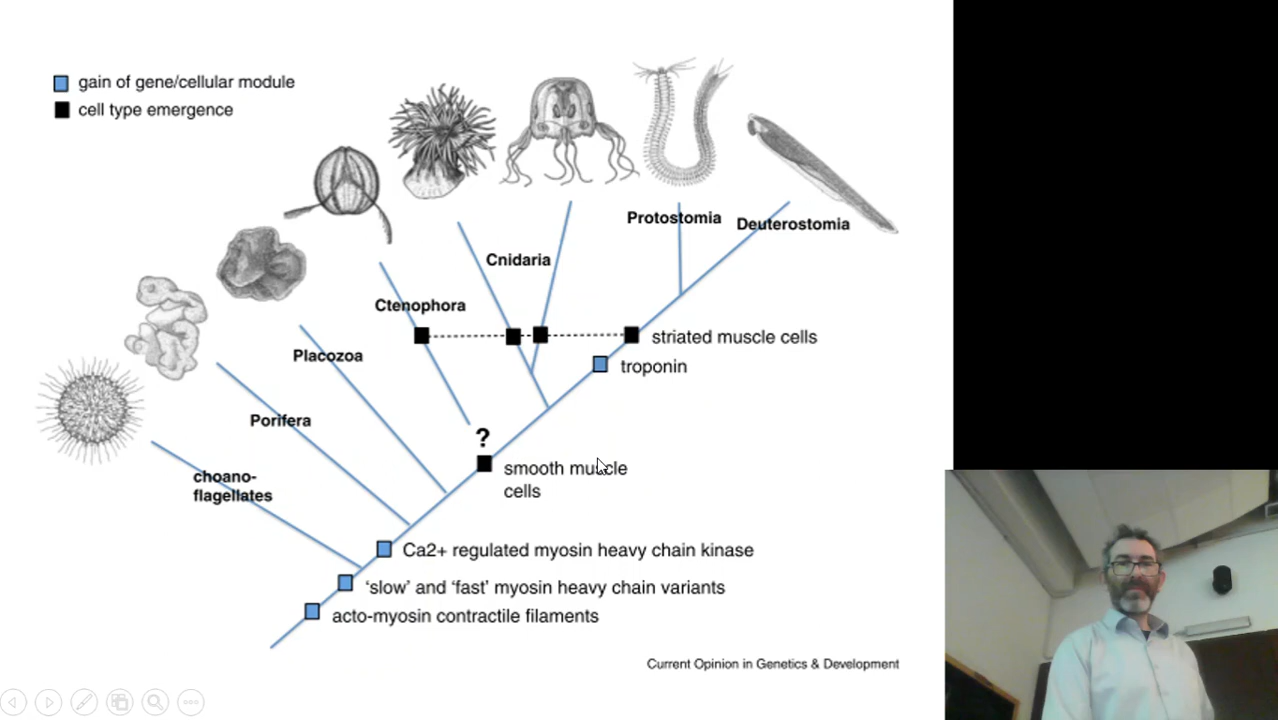 gain of gene/cellular module
cell type emergence
Protostomia
Deuterostomia
Cnidaria
Ctenophora
striated muscle cells
Placozoa
troponin
Porifera
?
smooth muscle
cells
choano-
flagellates
Ca2+ regulated myosin heavy chain kinase
‘slow’ and ‘fast’ myosin heavy chain variants
acto-myosin contractile filaments
Current Opinion in Genetics & Development